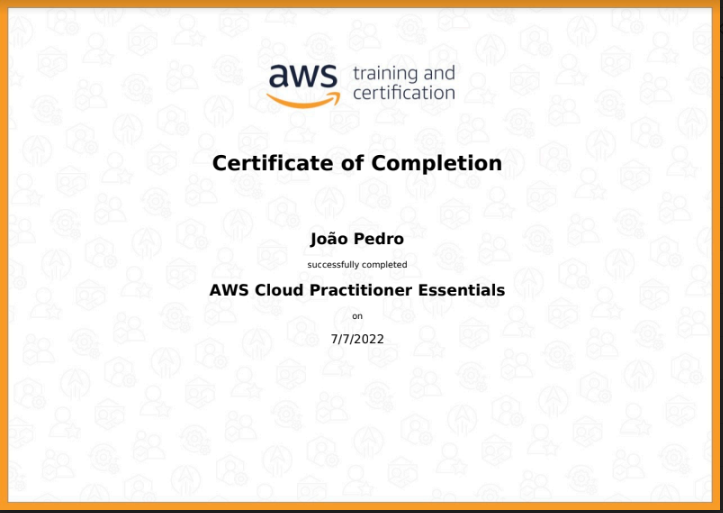 aws training and
certification
Certificate of Completion
João Pedro
successfully completed
AWS Cloud Practitioner Essentials
on
7/7/2022